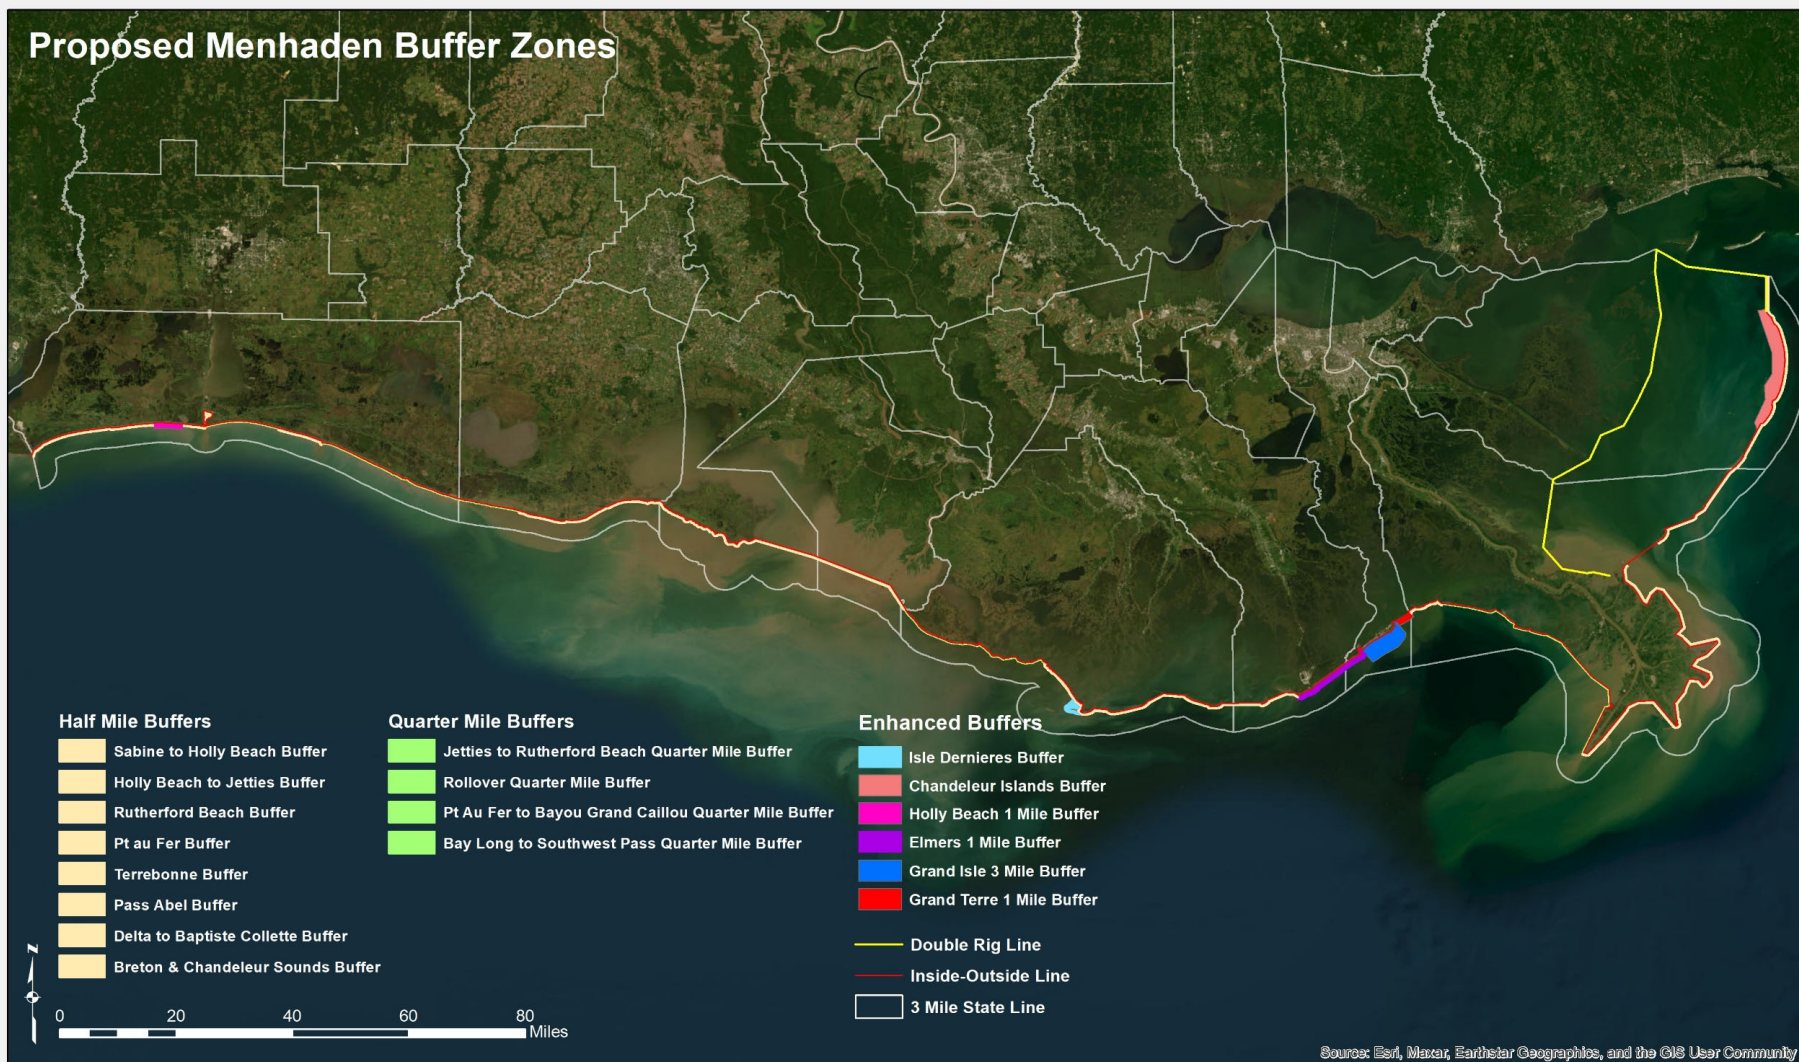 Proposed Menhaden Buffer Zones
Half Mile Buffers
Sabine to Holly Beach Buffer
Holly Beach to Jetties Buffer
Rutherford Beach Buffer
Pt au Fer Buffer
Terrebonne Buffer
Pass Abel Buffer
Delta to Baptiste Collette Buffer
Breton & Chandeleur Sounds Buffer
Quarter Mile Buffers
Jetties to Rutherford Beach Quarter Mile Buffer
Rollover Quarter Mile Buffer
Pt Au Fer to Bayou Grand Caillou Quarter Mile Buffer
Bay Long to Southwest Pass Quarter Mile Buffer
Enhanced Buffers
Isle Dernieres Buffer
Chandeleur Islands Buffer
Holly Beach 1 Mile Buffer
Elmers 1 Mile Buffer
Grand Isle 3 Mile Buffer
Grand Terre 1 Mile Buffer
Double Rig Line
Inside-Outside Line
3 Mile State Line
N
0 20 40 60 80
Miles
Source: Esri, Maxar, Earthstar Geographics, and the GIS User Community